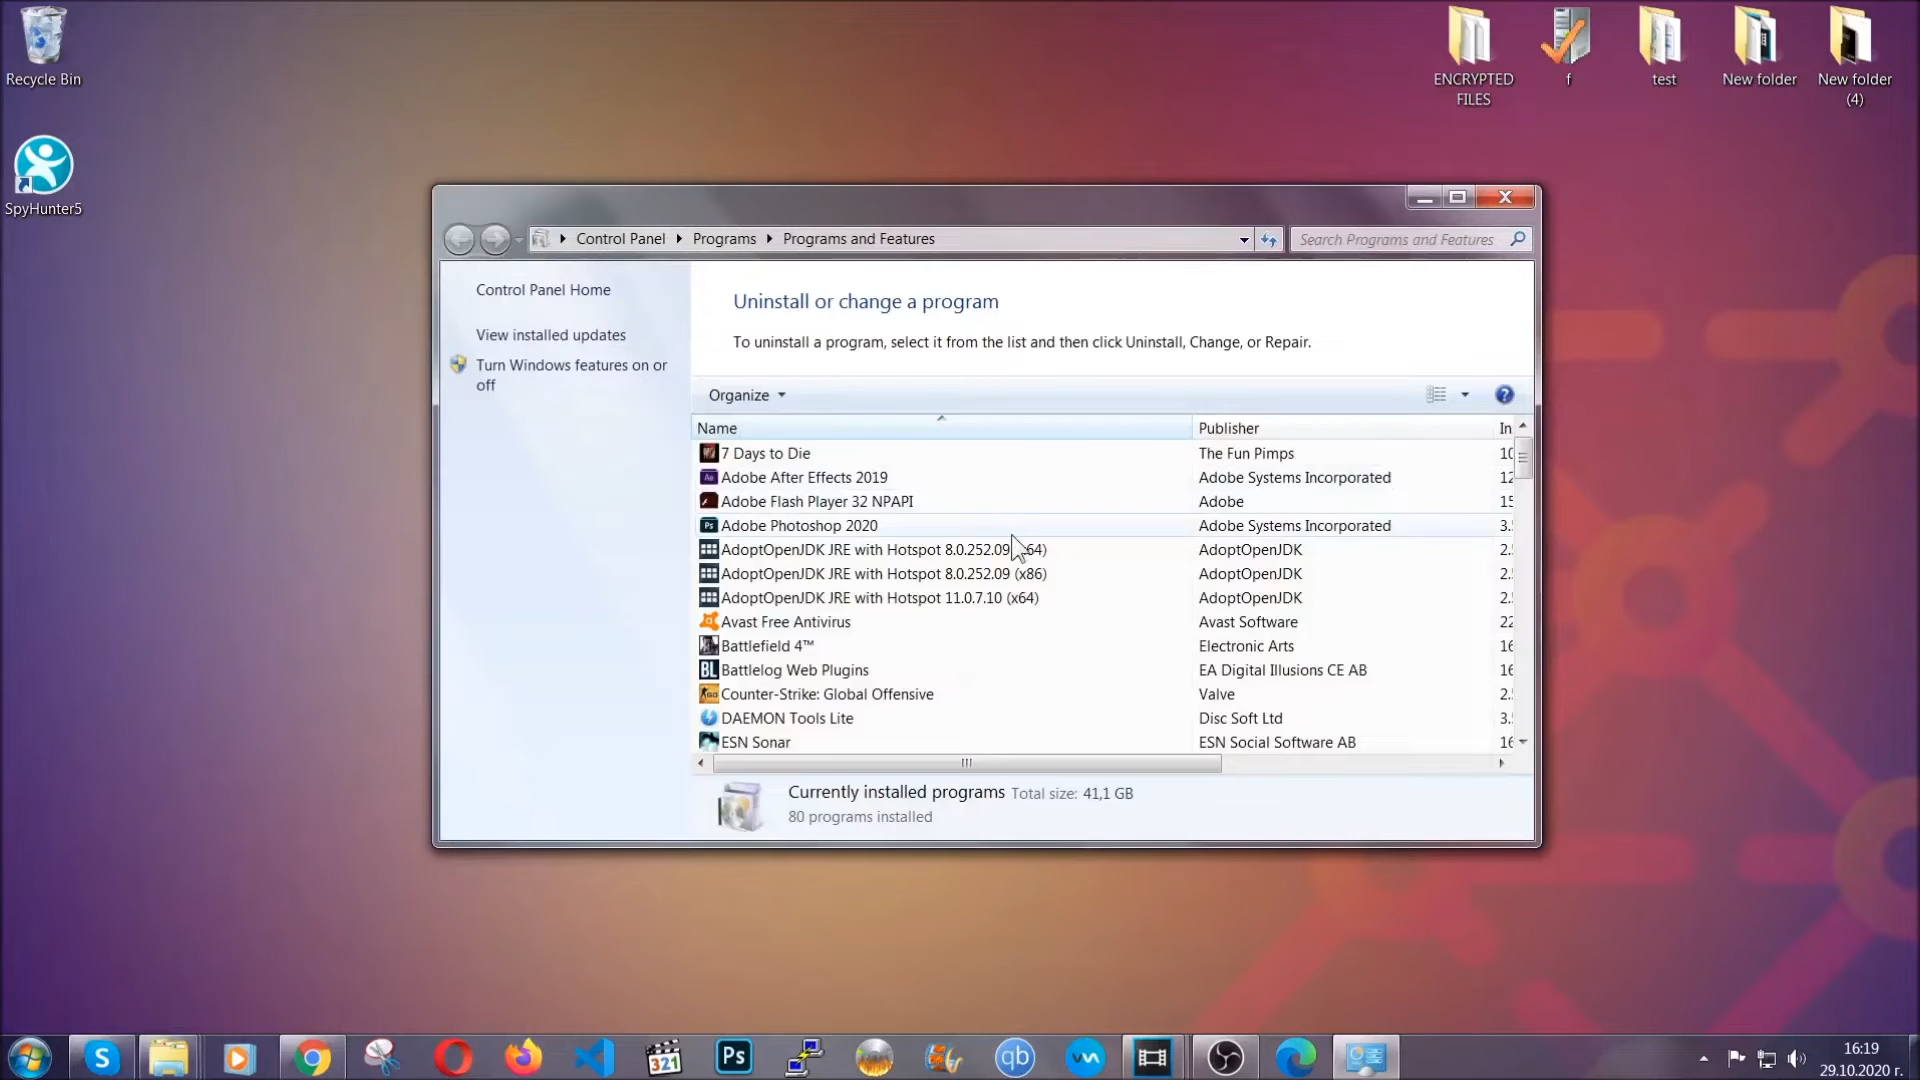 Recycle Bin
SpyHunter5
ENCRYPTED
FILES
f
test
New folder
New folder
(4)
Control Panel Programs Programs and Features
Search Programs and Features
Control Panel Home
View installed updates
Turn Windows features on or
off
Uninstall or change a program
To uninstall a program, select it from the list and then click Uninstall, Change, or Repair.
Organize
Name Publisher In
7 Days to Die The Fun Pimps 10
Adobe After Effects 2019 Adobe Systems Incorporated 12
Adobe Flash Player 32 NPAPI Adobe 15
Adobe Photoshop 2020 Adobe Systems Incorporated 3.
AdoptOpenJDK JRE with Hotspot 8.0.252.09 (x64) AdoptOpenJDK 2.
AdoptOpenJDK JRE with Hotspot 8.0.252.09 (x86) AdoptOpenJDK 2.
AdoptOpenJDK JRE with Hotspot 11.0.7.10 (x64) AdoptOpenJDK 2.
Avast Free Antivirus Avast Software 22
Battlefield 4™ Electronic Arts 16
BL Battlelog Web Plugins EA Digital Illusions CE AB 16
Counter-Strike: Global Offensive Valve 2.
DAEMON Tools Lite Disc Soft Ltd 3.
ESN Sonar ESN Social Software AB 16
Currently installed programs Total size: 41,1 GB
80 programs installed
S 321 Ps qb
16:19
29.10.2020 г.